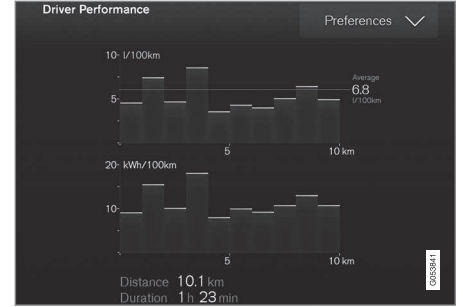 Driver Performance
Preferences
10 l/100km
Average
6.8
l/100km
5
5 10 km
20 kWh/100km
10
5 10 km
Distance 10.1 km
Duration 1 h 23 min
G053841